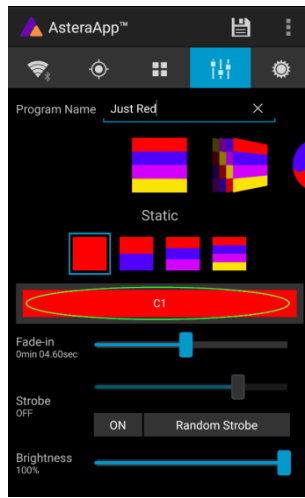 AsteraApp™
Program Name Just Red
Static
C1
Fade-in
0min 04.60sec
Strobe
OFF
ON Random Strobe
Brightness
100%